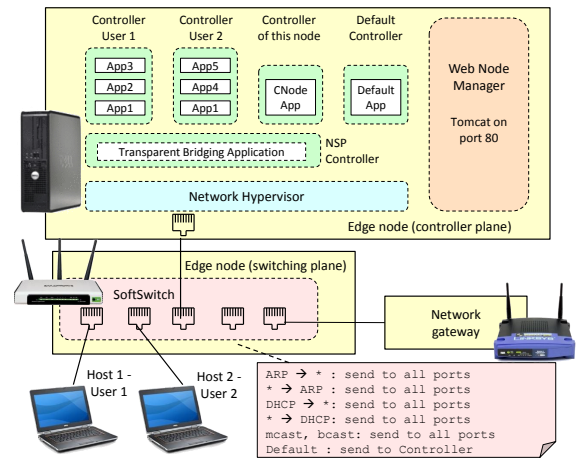 Controller
User 1
Controller
User 2
Controller
of this node
Default
Controller
App3
App2
App1
App5
App4
App1
CNode
App
Default
App
Web Node
Manager
Tomcat on
port 80
Transparent Bridging Application
NSP
Controller
Network Hypervisor
Edge node (controller plane)
Edge node (switching plane)
SoftSwitch
Network
gateway
LINKSYS
Host 1 -
User 1
Host 2 -
User 2
ARP → * : send to all ports
* → ARP : send to all ports
DHCP → *: send to all ports
* → DHCP: send to all ports
mcast, bcast: send to all ports
Default : send to Controller